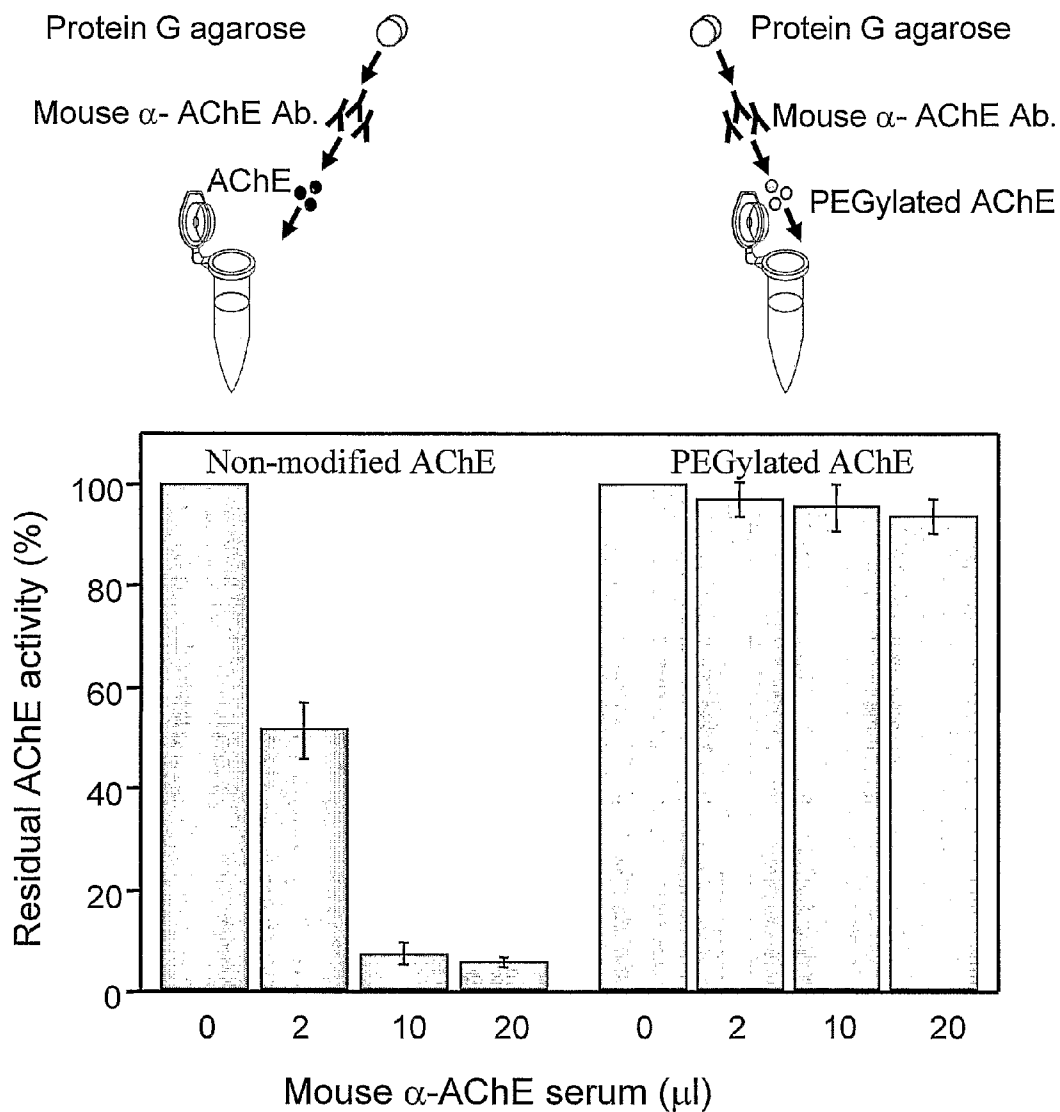 Protein G agarose
Mouse α- AChE Ab.
AChE
Protein G agarose
Mouse α- AChE Ab.
PEGylated AChE
Non-modified AChE
PEGylated AChE
Residual AChE activity (%)
100
80
60
40
20
0
0 2 10 20 0 2 10 20
Mouse α-AChE serum (μl)